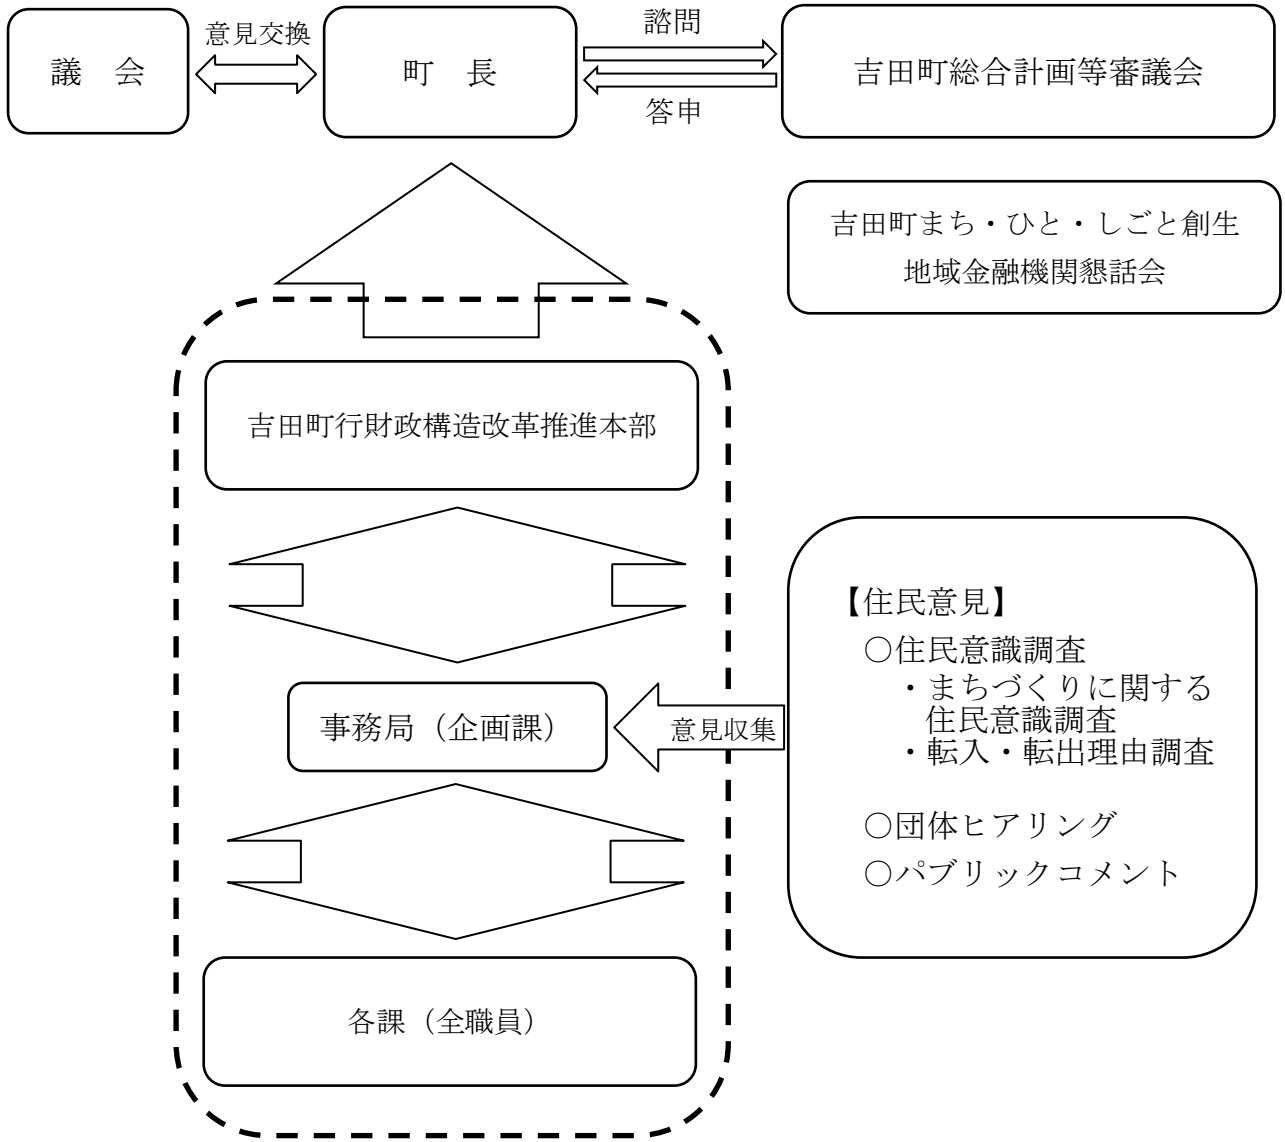 議　会
意見交換
町　長
諮問
答申
吉田町総合計画等審議会
吉田町まち・ひと・しごと創生
地域金融機関懇話会
吉田町行財政構造改革推進本部
事務局（企画課）
意見収集
【住民意見】
○住民意識調査
・まちづくりに関する
住民意識調査
・転入・転出理由調査
○団体ヒアリング
○パブリックコメント
各課（全職員）